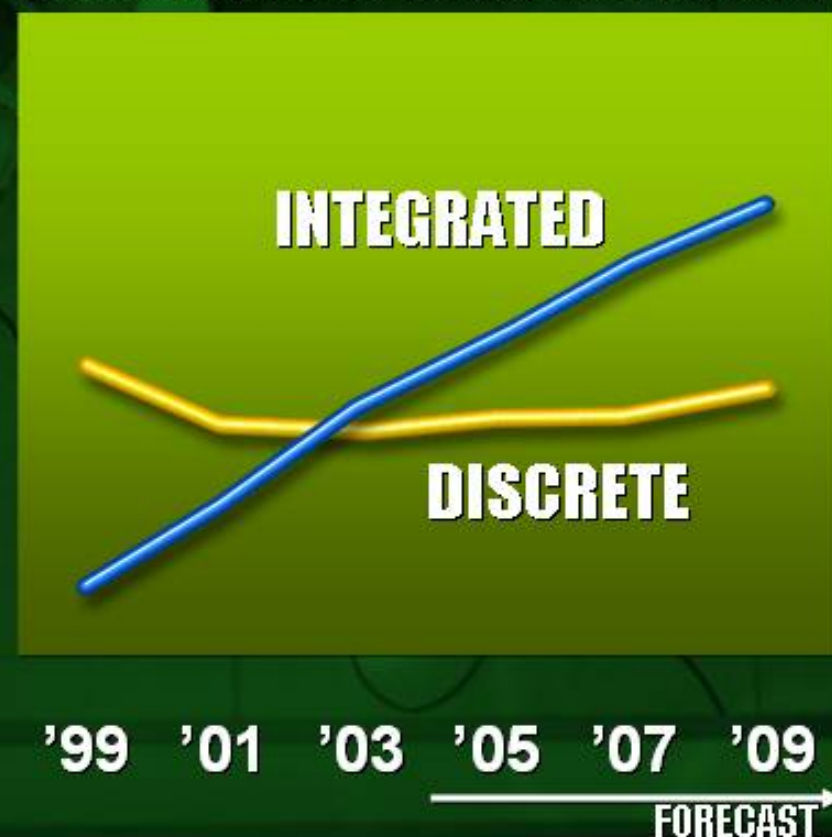 INTEGRATED
DISCRETE
’99 ’01 ’03 ’05 ’07 ’09
FORECAST